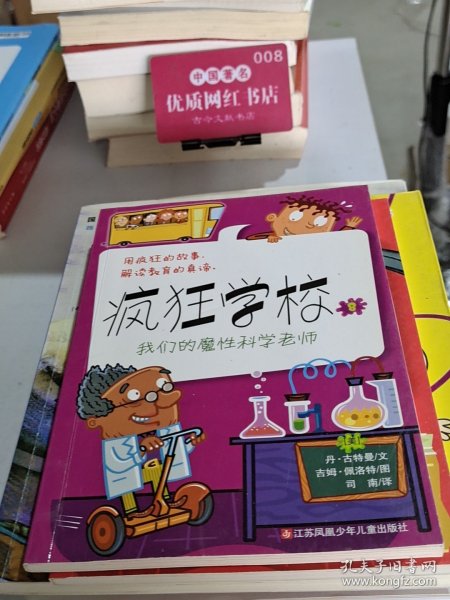 008
中国著名
优质网红书店
古今文献书店
用疯狂的故事，
解读教育的真谛。
疯狂学校
我们的魔性科学老师
丹·古特曼/文
吉姆·佩洛特/图
司 南/译
江苏凤凰少年儿童出版社
孔夫子旧书网
www.kongfz.com